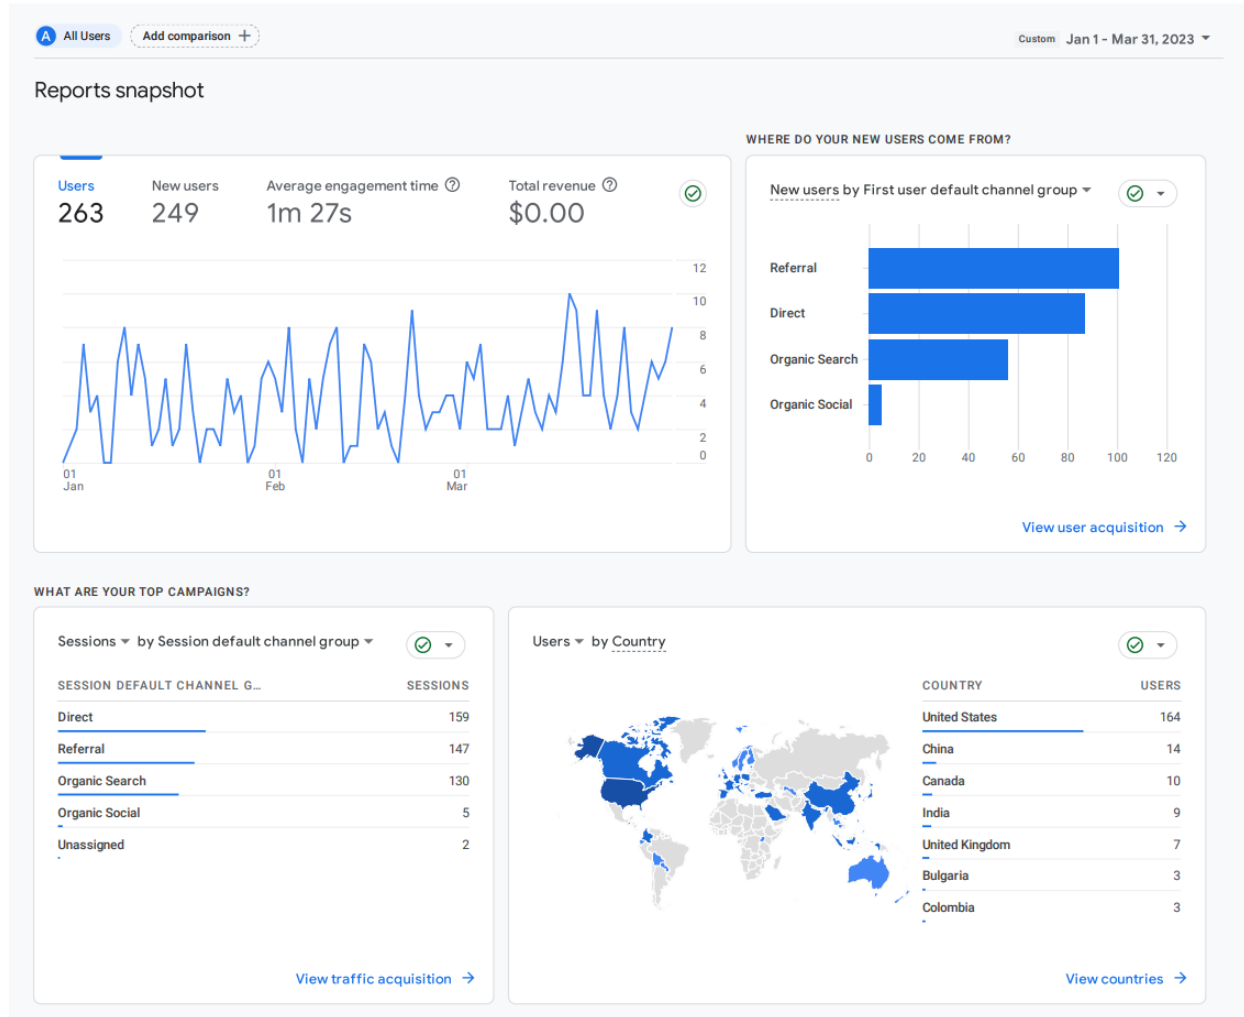 A All Users Add comparison +
Custom Jan 1 - Mar 31, 2023
Reports snapshot
Users New users Average engagement time Total revenue
263 249 1m 27s $0.00
12
10
8
6
4
2
0
01 01 01
Jan Feb Mar
WHERE DO YOUR NEW USERS COME FROM?
New users by First user default channel group
Referral
Direct
Organic Search
Organic Social
0 20 40 60 80 100 120
View user acquisition
WHAT ARE YOUR TOP CAMPAIGNS?
Sessions by Session default channel group
SESSION DEFAULT CHANNEL G... SESSIONS
Direct 159
Referral 147
Organic Search 130
Organic Social 5
Unassigned 2
View traffic acquisition
Users by Country
COUNTRY USERS
United States 164
China 14
Canada 10
India 9
United Kingdom 7
Bulgaria 3
Colombia 3
View countries